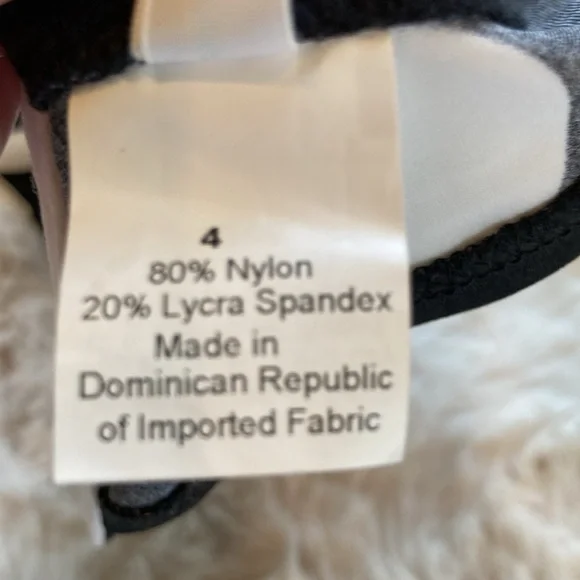 4
80% Nylon
20% Lycra Spandex
Made in
Dominican Republic
of Imported Fabric